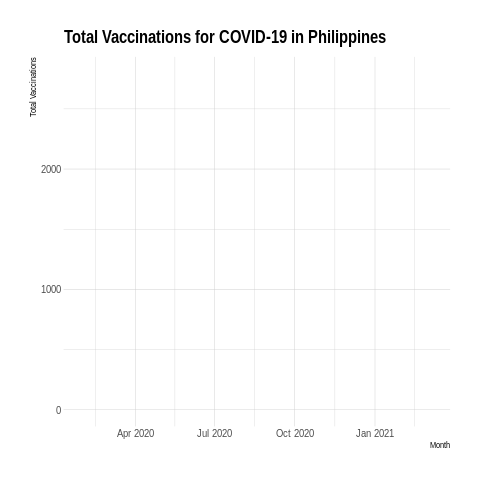 Total Vaccinations for COVID-19 in Philippines
Total Vaccinations
2000
1000
0
Apr 2020 Jul 2020 Oct 2020 Jan 2021
Month